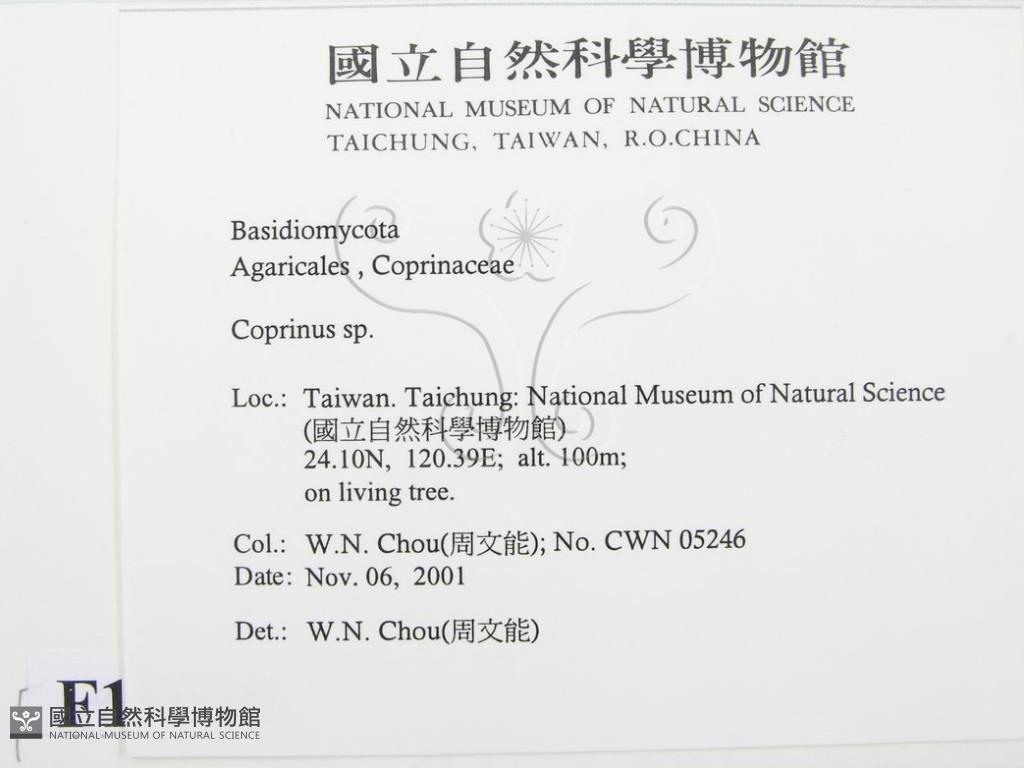 國立自然科學博物館
NATIONAL MUSEUM OF NATURAL SCIENCE
TAICHUNG, TAIWAN, R.O.CHINA
Basidiomycota
Agaricales , Coprinaceae
Coprinus sp.
Loc.: Taiwan. Taichung: National Museum of Natural Science
(國立自然科學博物館)
24.10N, 120.39E; alt. 100m;
on living tree.
Col.: W.N. Chou(周文能); No. CWN 05246
Date: Nov. 06, 2001
Det.: W.N. Chou(周文能)
F1
國立自然科學博物館
NATIONAL MUSEUM OF NATURAL SCIENCE